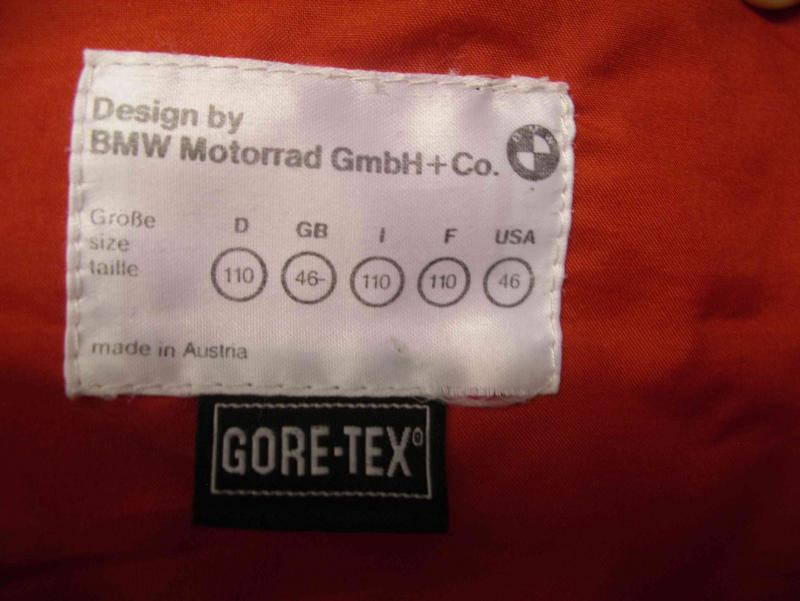 Design by
BMW Motorrad GmbH+Co.
Größe
size
taille
D GB I F USA
110 46- 110 110 46
made in Austria
GORE-TEX®